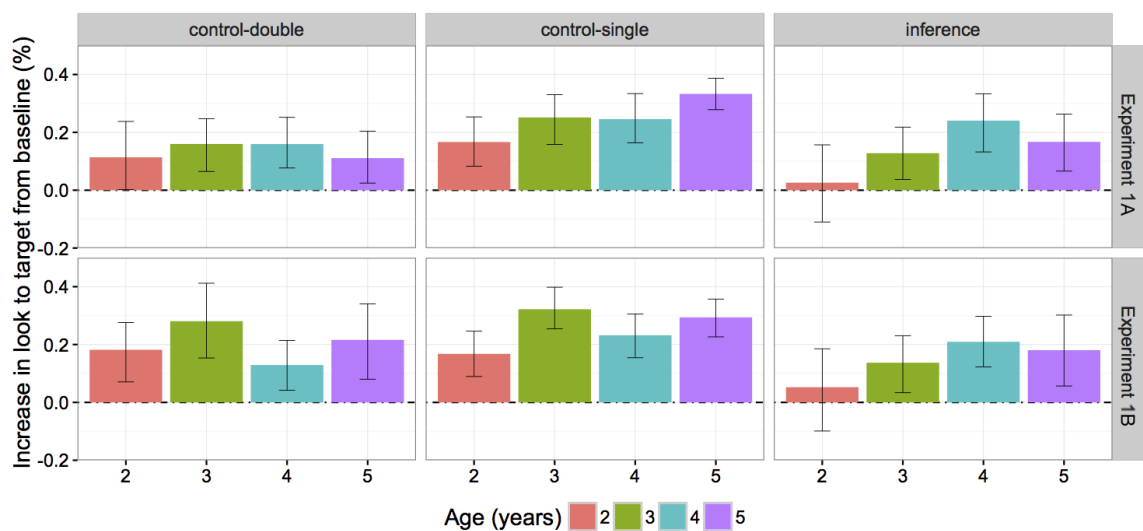 control-double control-single inference
Increase in look to target from baseline (%)
0.4
0.2
0.0
-0.2
Experiment 1A
0.4
0.2
0.0
-0.2
Experiment 1B
2 3 4 5 2 3 4 5 2 3 4 5
Age (years) 2 3 4 5